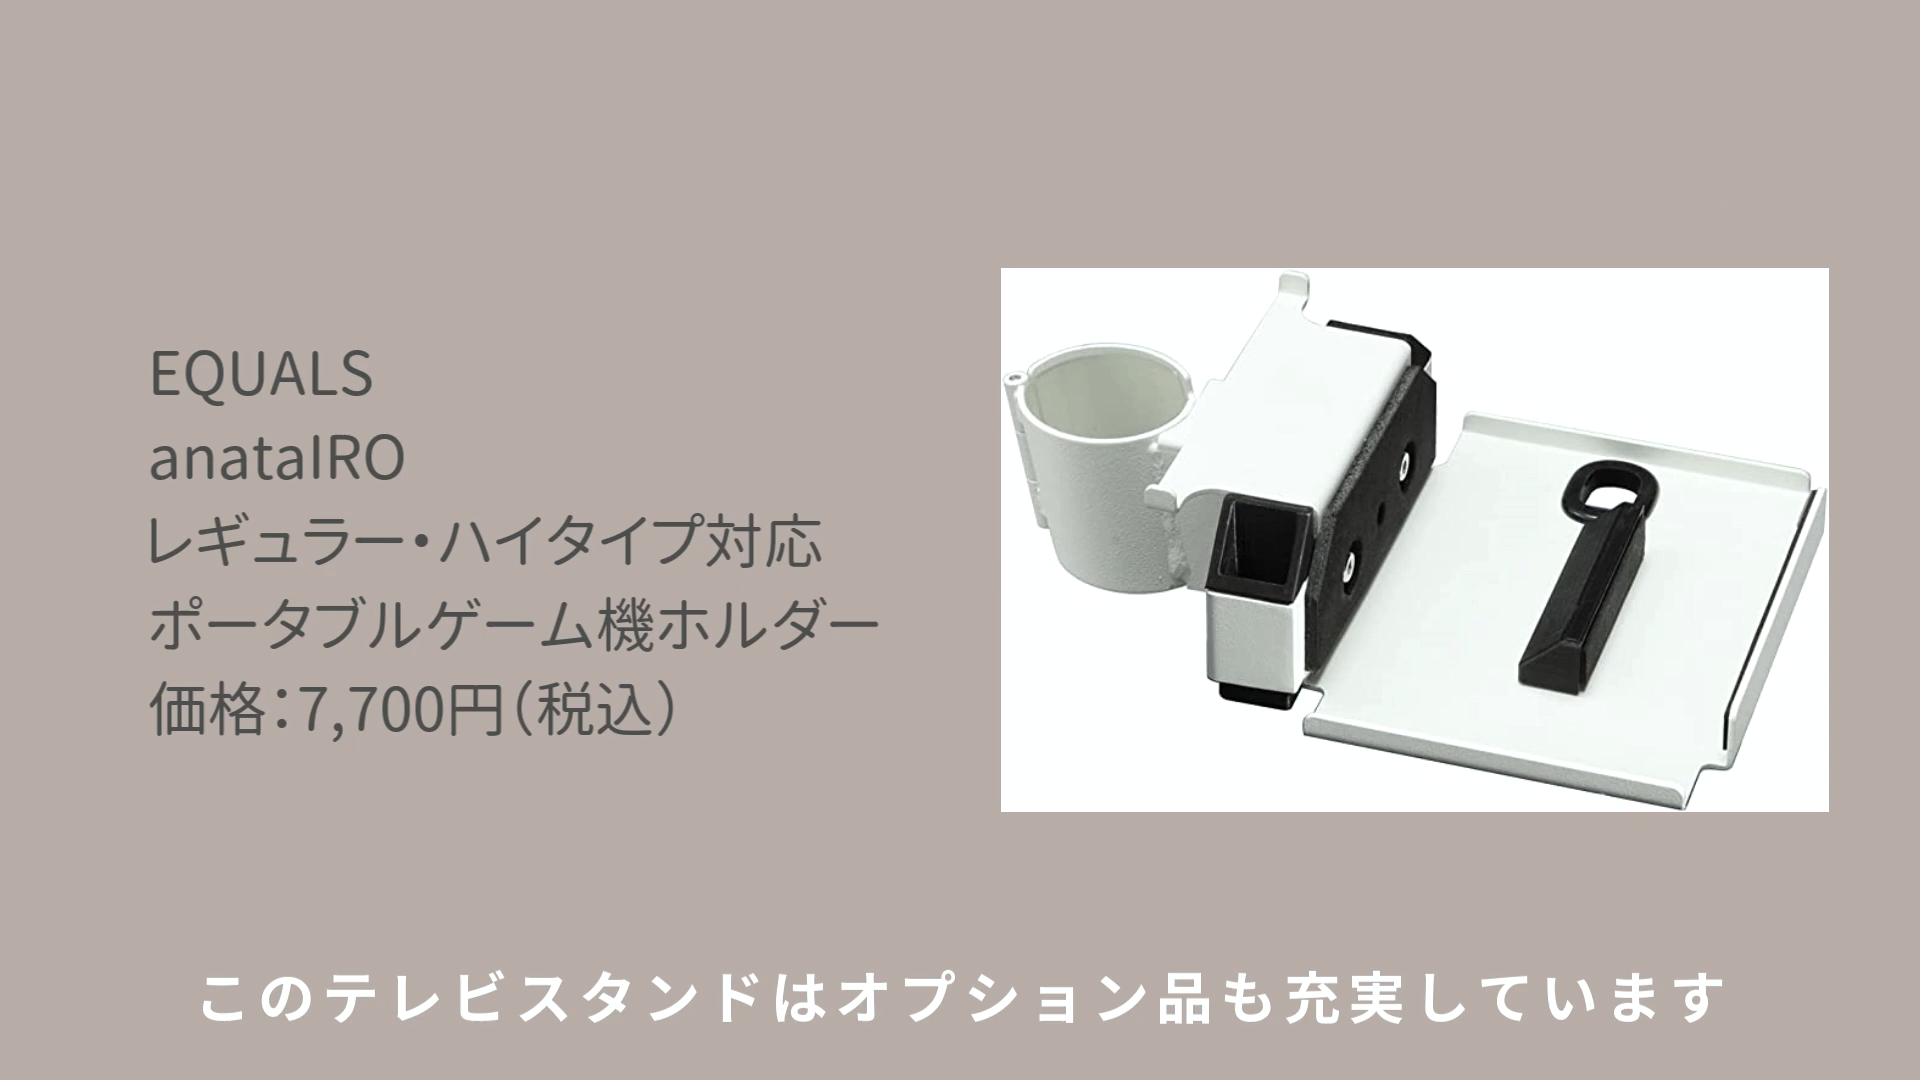 EQUALS
anataIRO
レギュラー・ハイタイプ対応
ポータブルゲーム機ホルダー
価格：7,700円（税込）
このテレビスタンドはオプション品も充実しています